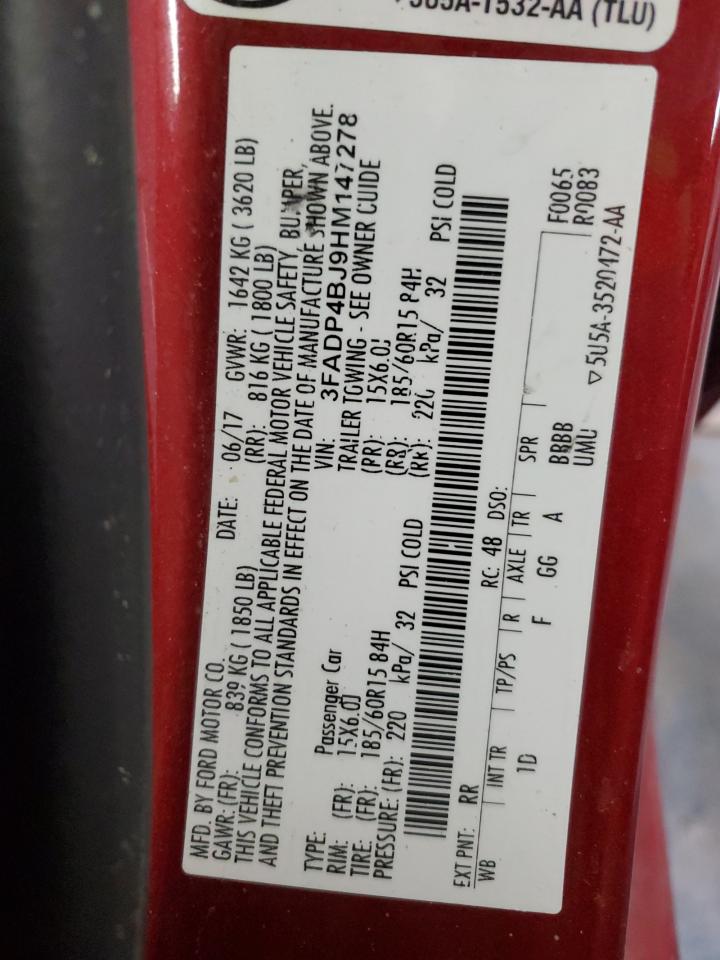 5U5A-1532-AA (TLU)
MFD. BY FORD MOTOR CO. DATE: 06/17 GVWR: 1642 KG ( 3620 LB)
GAWR: (FR): 839 KG ( 1850 LB) (RR): 816 KG ( 1800 LB)
THIS VEHICLE CONFORMS TO ALL APPLICABLE FEDERAL MOTOR VEHICLE SAFETY, BUMPER,
AND THEFT PREVENTION STANDARDS IN EFFECT ON THE DATE OF MANUFACTURE SHOWN ABOVE.
VIN: 3FADP4BJ9HM147278
TYPE: Passenger Car TRAILER TOWING - SEE OWNER GUIDE
RIM: (FR): 15X6.0J (RR): 15X6.0J
TIRE: (FR): 185/60R15 84H (RR): 185/60R15 84H
PRESSURE: (FR): 220 kPa/ 32 PSI COLD (RR): 220 kPa/ 32 PSI COLD
EXT PNT: RR RC: 48 DSO: F0065
WB INT TR TP/PS R AXLE TR SPR R0083
1D F GG A BBBB
UMU
▽5U5A-3520472-AA